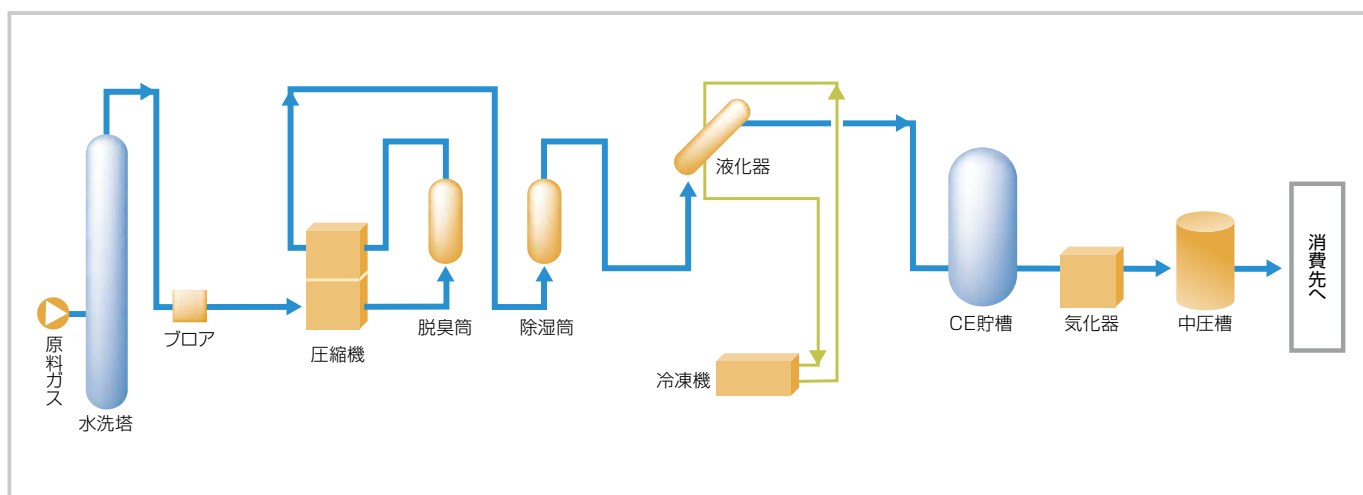 原料ガス
水洗塔
ブロア
圧縮機
脱臭筒
除湿筒
液化器
冷凍機
CE貯槽
気化器
中圧槽
消費先へ